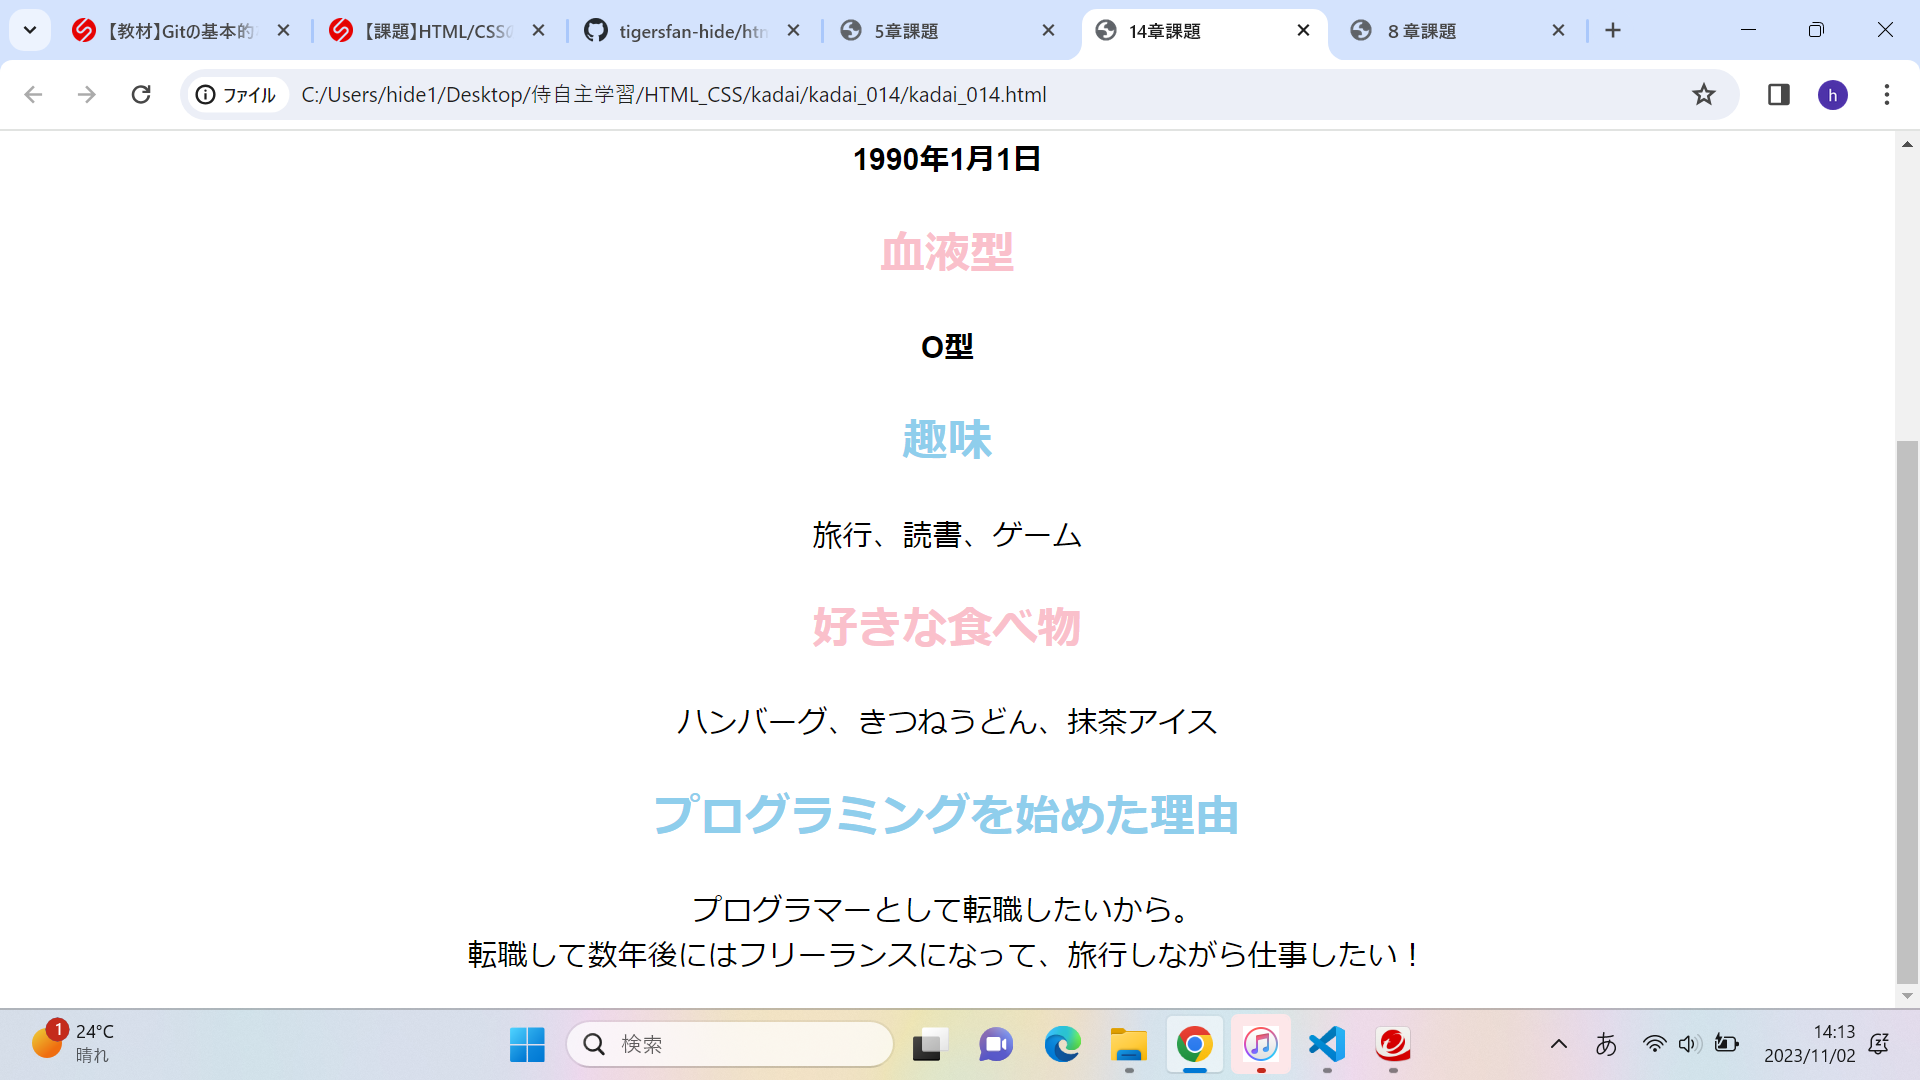 【教材】Gitの基本的
【課題】HTML/CSS
tigersfan-hide/htm
5章課題
14章課題
８章課題
ファイル
C:/Users/hide1/Desktop/侍自主学習/HTML_CSS/kadai/kadai_014/kadai_014.html
h
1990年1月1日
血液型
O型
趣味
旅行、読書、ゲーム
好きな食べ物
ハンバーグ、きつねうどん、抹茶アイス
プログラミングを始めた理由
プログラマーとして転職したいから。
転職して数年後にはフリーランスになって、旅行しながら仕事したい！
1
24°C
晴れ
検索
あ
14:13
2023/11/02